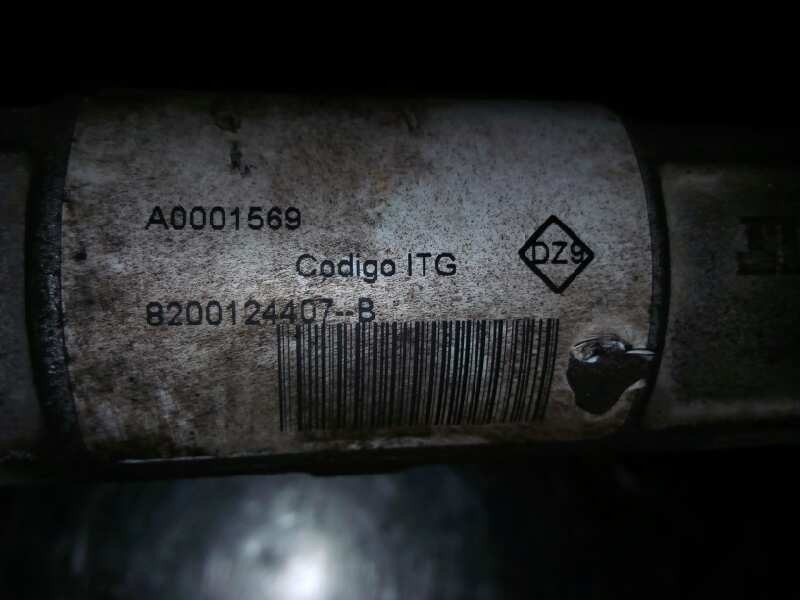 A0001569
Codigo ITG
DZ9
8200124407--B